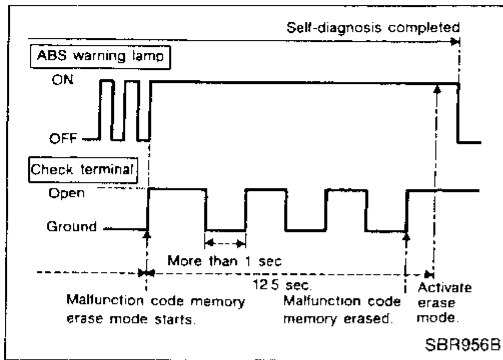 Self-diagnosis completed
ABS warning lamp
ON
OFF
Check terminal
Open
Ground
More than 1 sec
12.5 sec.
Malfunction code memory
erase mode starts.
Malfunction code
memory erased.
Activate
erase
mode.
SBR956B